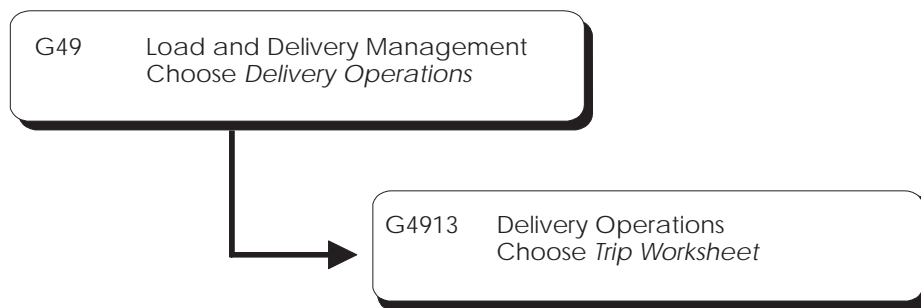 G49 Load and Delivery Management
Choose Delivery Operations
G4913 Delivery Operations
Choose Trip Worksheet